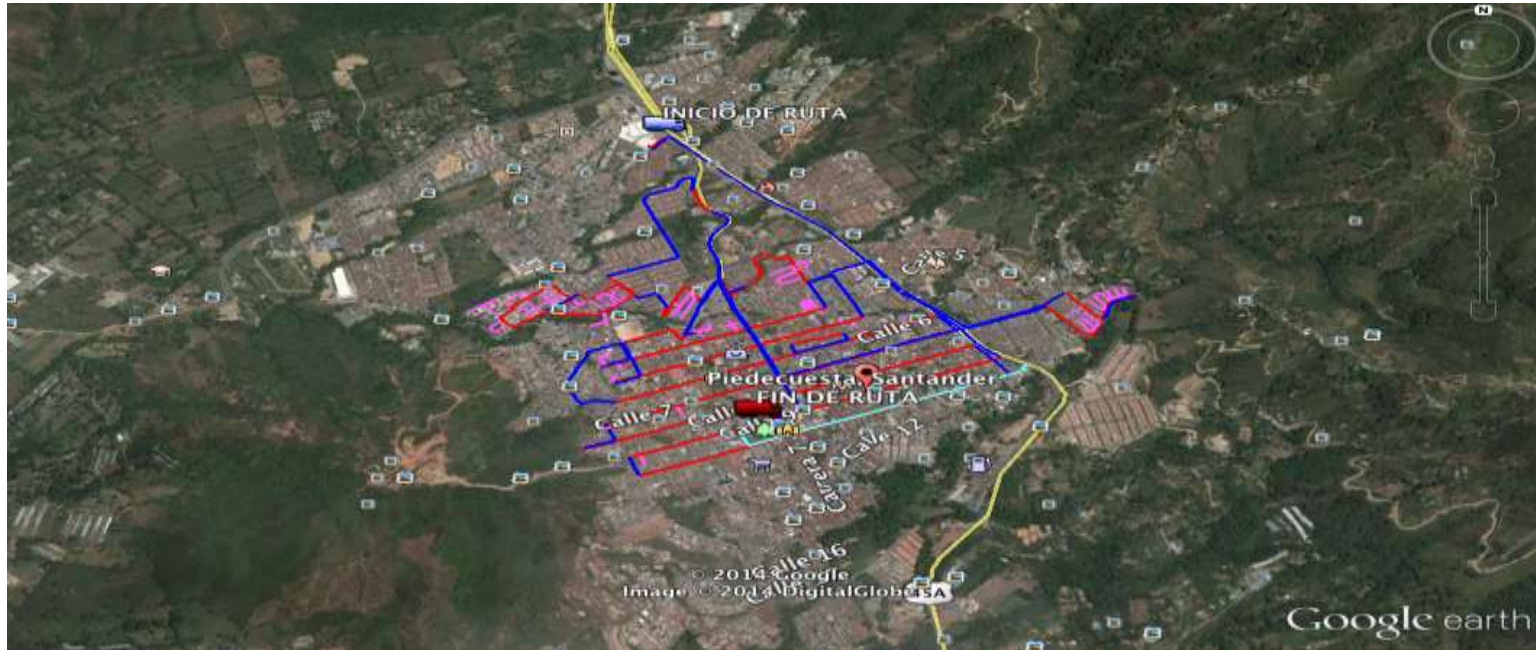 N
INICIO DE RUTA
Calle 5
Calle 6
Piedecuesta, Santander
FIN DE RUTA
Calle 7
Calle 12
Carrera 7
Calle 16
© 2014 Google
Image © 2014 DigitalGlobe
45A
Google earth